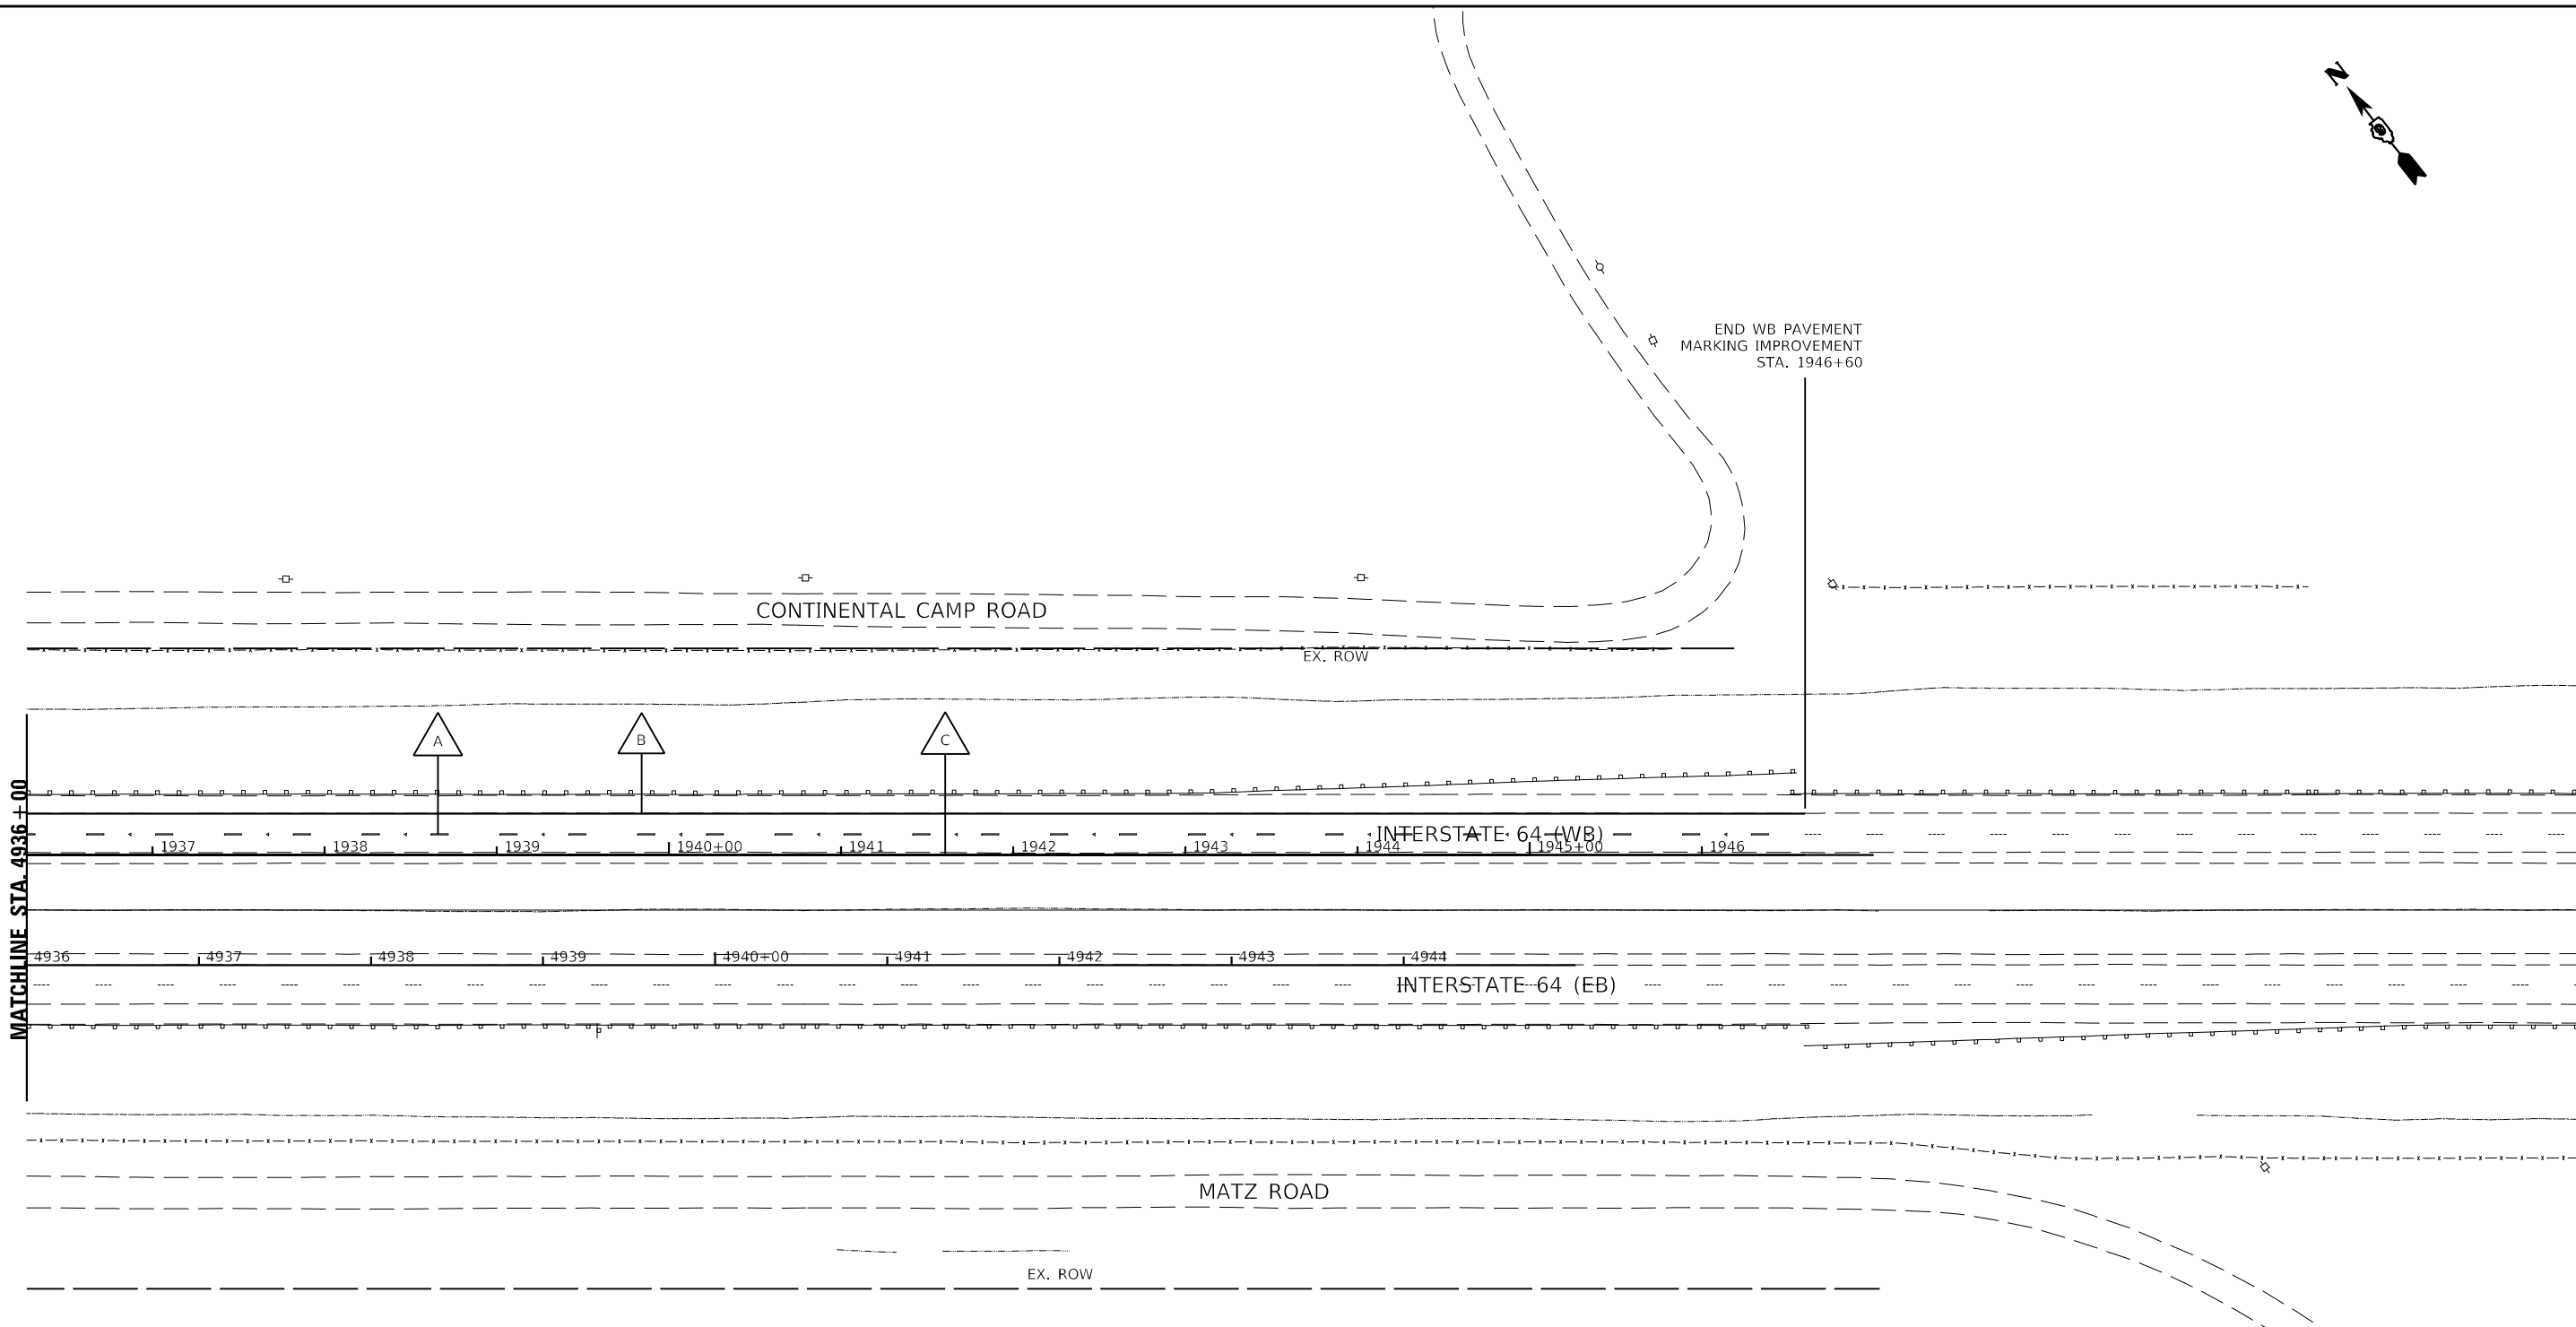 N
END WB PAVEMENT
MARKING IMPROVEMENT
STA. 1946+60
CONTINENTAL CAMP ROAD
EX. ROW
A
B
C
INTERSTATE 64 (WB)
1937
1938
1939
1940+00
1941
1942
1943
1944
1945+00
1946
MATCHLINE STA. 4936+00
4936
4937
4938
4939
4940+00
4941
4942
4943
4944
INTERSTATE 64 (EB)
MATZ ROAD
EX. ROW